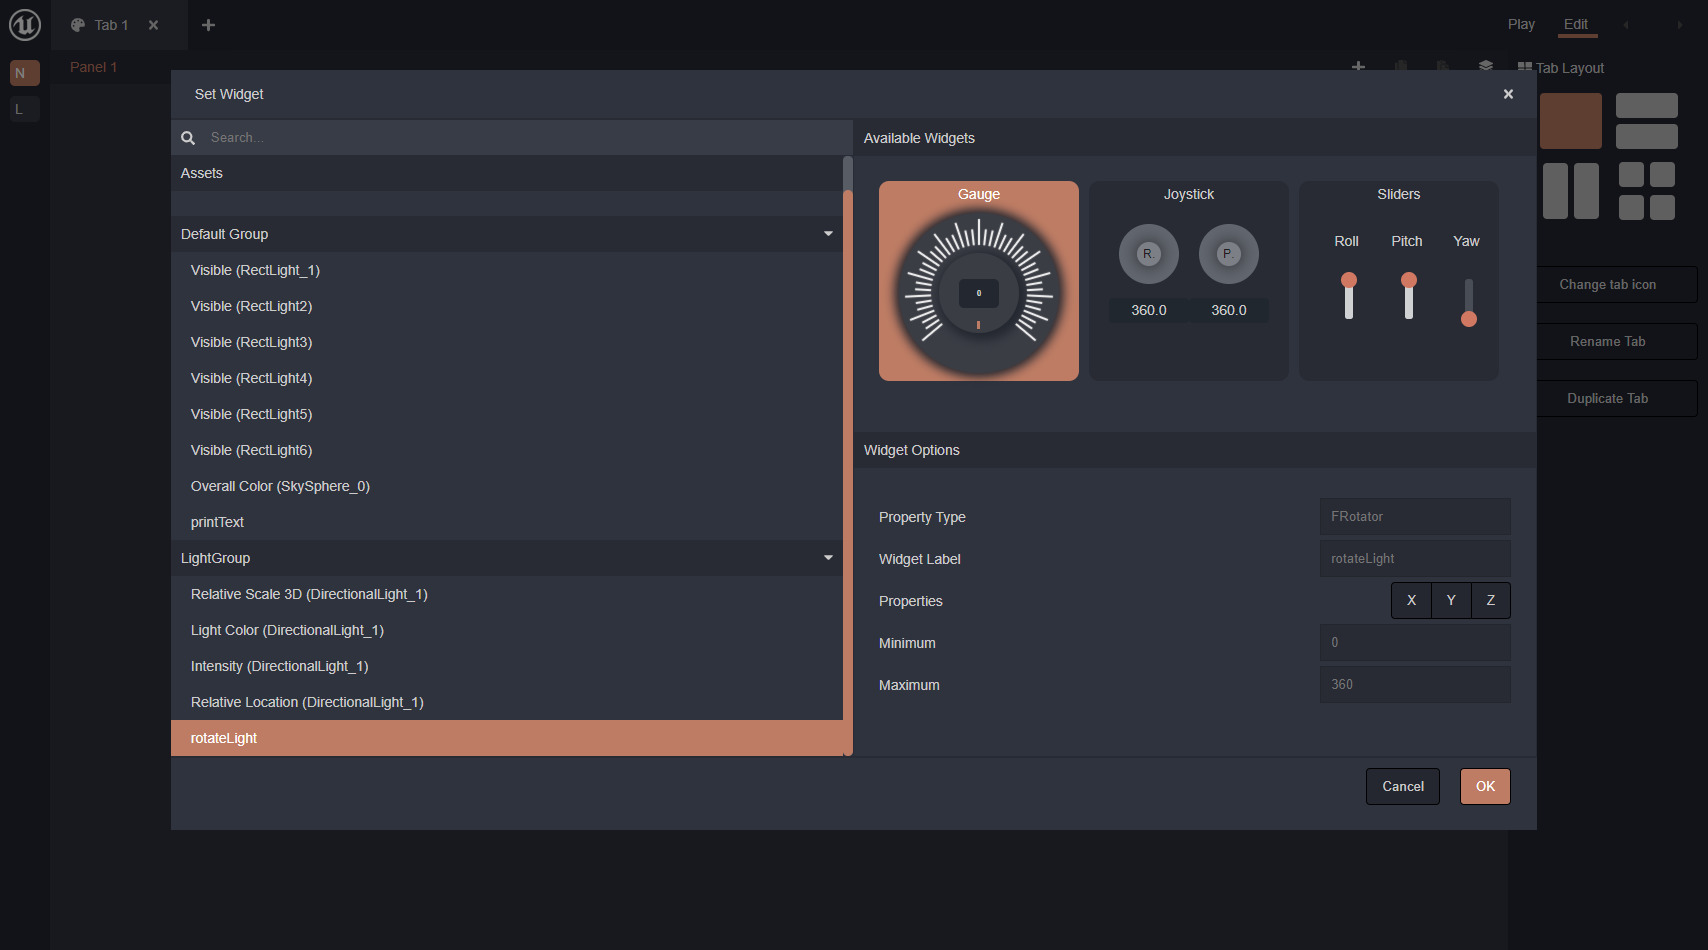 Tab 1
Play
Edit
N
L
Panel 1
Tab Layout
Change tab icon
Rename Tab
Duplicate Tab
Set Widget
Search...
Assets
Default Group
Visible (RectLight_1)
Visible (RectLight2)
Visible (RectLight3)
Visible (RectLight4)
Visible (RectLight5)
Visible (RectLight6)
Overall Color (SkySphere_0)
printText
LightGroup
Relative Scale 3D (DirectionalLight_1)
Light Color (DirectionalLight_1)
Intensity (DirectionalLight_1)
Relative Location (DirectionalLight_1)
rotateLight
Available Widgets
Gauge
0
Joystick
R. P.
360.0 360.0
Sliders
Roll Pitch Yaw
Widget Options
Property Type FRotator
Widget Label rotateLight
Properties X Y Z
Minimum 0
Maximum 360
Cancel OK